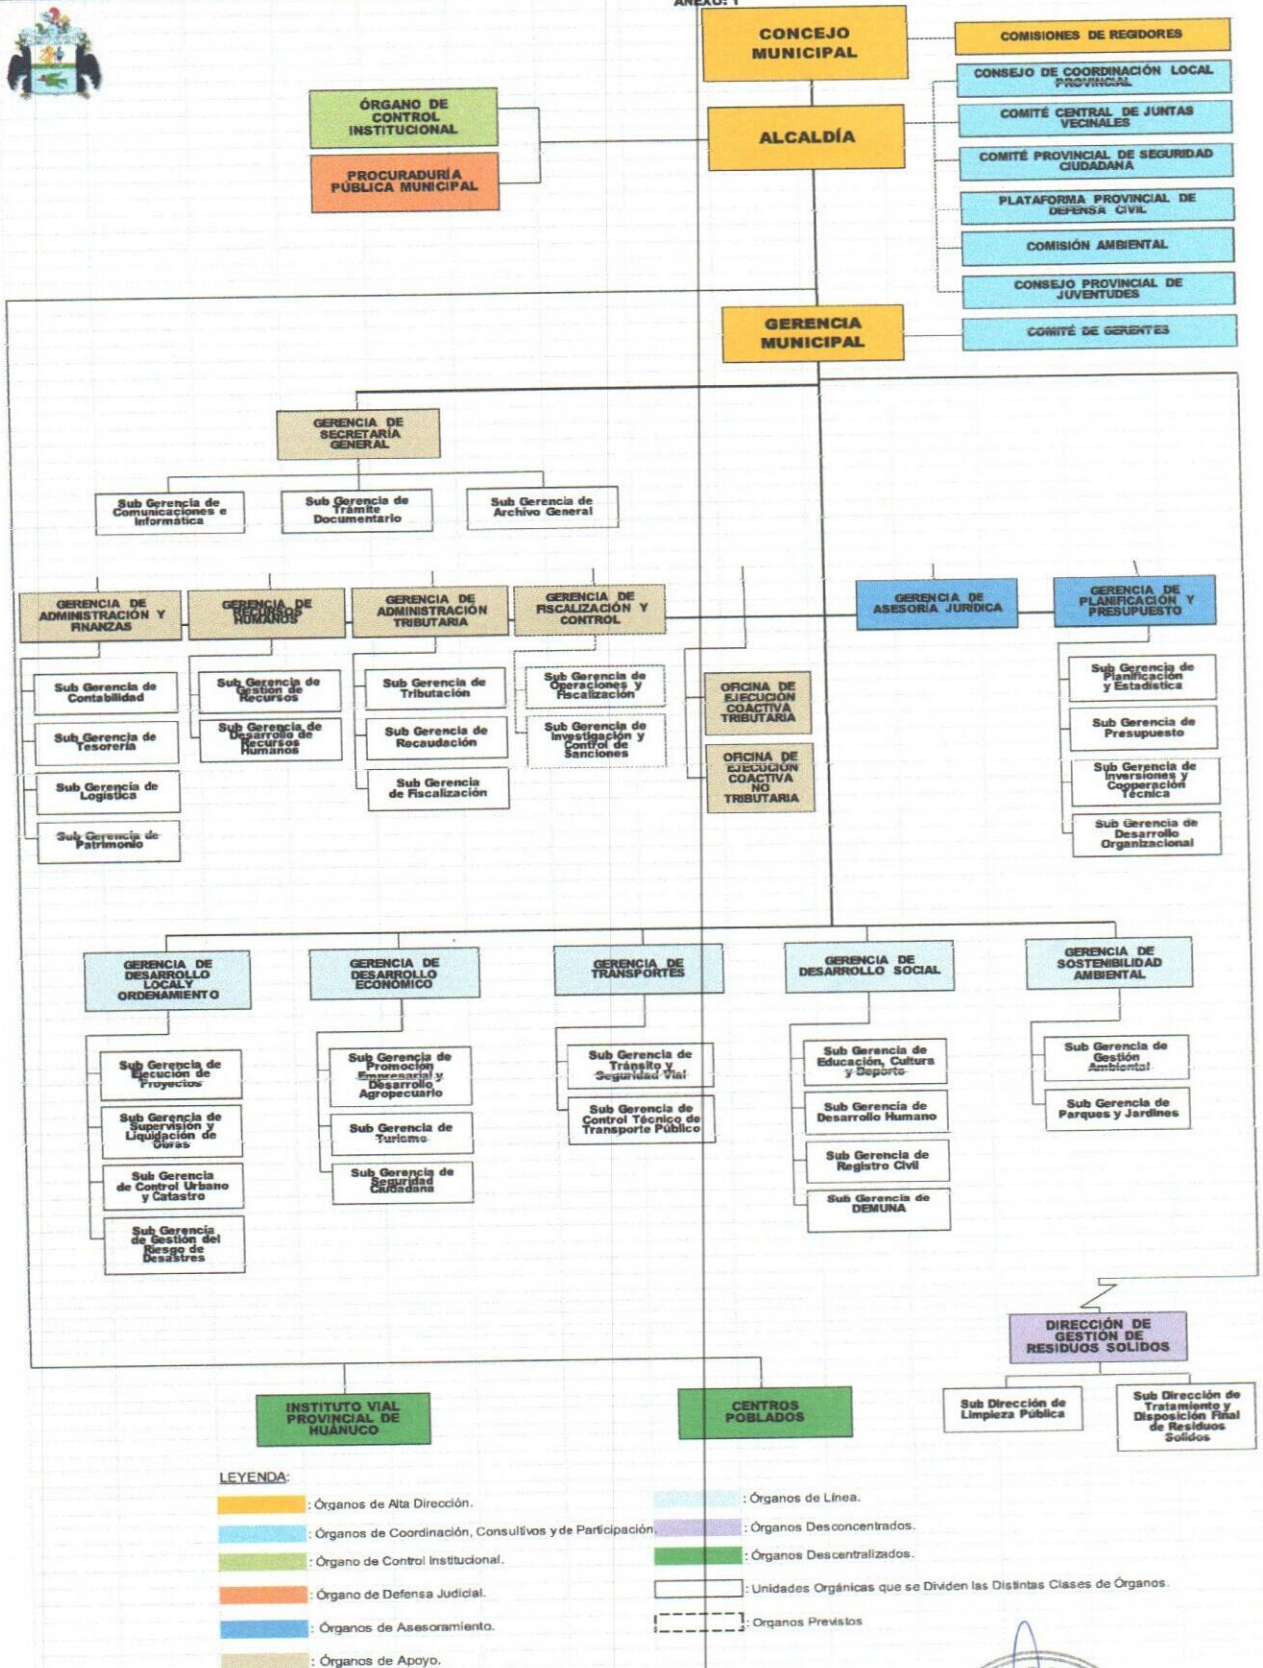 ANEXO: 1
CONCEJO
MUNICIPAL
COMISIONES DE REGIDORES
CONSEJO DE COORDINACIÓN LOCAL
PROVINCIAL
ÓRGANO DE
CONTROL
INSTITUCIONAL
ALCALDÍA
COMITÉ CENTRAL DE JUNTAS
VECINALES
COMITÉ PROVINCIAL DE SEGURIDAD
CIUDADANA
PROCURADURÍA
PÚBLICA MUNICIPAL
PLATAFORMA PROVINCIAL DE
DEFENSA CIVIL
COMISIÓN AMBIENTAL
CONSEJO PROVINCIAL DE
JUVENTUDES
GERENCIA
MUNICIPAL
COMITÉ DE GERENTES
GERENCIA DE
SECRETARÍA
GENERAL
Sub Gerencia de
Comunicaciones e
Informática
Sub Gerencia de
Trámite
Documentario
Sub Gerencia de
Archivo General
GERENCIA DE
ADMINISTRACIÓN Y
FINANZAS
GERENCIA DE
RECURSOS
HUMANOS
GERENCIA DE
ADMINISTRACIÓN
TRIBUTARIA
GERENCIA DE
FISCALIZACIÓN Y
CONTROL
GERENCIA DE
ASESORÍA JURÍDICA
GERENCIA DE
PLANIFICACIÓN Y
PRESUPUESTO
Sub Gerencia de
Contabilidad
Sub Gerencia de
Tesorería
Sub Gerencia de
Logística
Sub Gerencia de
Patrimonio
Sub Gerencia de
Gestión de
Recursos
Sub Gerencia de
Desarrollo de
Recursos
Humanos
Sub Gerencia de
Tributación
Sub Gerencia de
Recaudación
Sub Gerencia
de Fiscalización
Sub Gerencia de
Operaciones y
Fiscalización
Sub Gerencia de
Investigación y
Control de
Sanciones
OFICINA DE
EJECUCIÓN
COACTIVA
TRIBUTARIA
OFICINA DE
EJECUCIÓN
COACTIVA
NO
TRIBUTARIA
Sub Gerencia de
Planificación
y Estadística
Sub Gerencia de
Presupuesto
Sub Gerencia de
Inversiones y
Cooperación
Técnica
Sub Gerencia de
Desarrollo
Organizacional
GERENCIA DE
DESARROLLO
LOCALY
ORDENAMIENTO
GERENCIA DE
DESARROLLO
ECONÓMICO
GERENCIA DE
TRANSPORTES
GERENCIA DE
DESARROLLO SOCIAL
GERENCIA DE
SOSTENIBILIDAD
AMBIENTAL
Sub Gerencia de
Ejecución de
Proyectos
Sub Gerencia de
Supervisión y
Liquidación de
Obras
Sub Gerencia
de Control Urbano
y Catastro
Sub Gerencia
de Gestión del
Riesgo de
Desastres
Sub Gerencia de
Promoción
Empresarial y
Desarrollo
Agropecuario
Sub Gerencia de
Turismo
Sub Gerencia de
Seguridad
Ciudadana
Sub Gerencia de
Tránsito y
Seguridad Vial
Sub Gerencia de
Control Técnico de
Transporte Público
Sub Gerencia de
Educación, Cultura
y Deporte
Sub Gerencia de
Desarrollo Humano
Sub Gerencia de
Registro Civil
Sub Gerencia de
DEMUNA
Sub Gerencia de
Gestión
Ambiental
Sub Gerencia de
Parques y Jardines
DIRECCIÓN DE
GESTIÓN DE
RESIDUOS SOLIDOS
Sub Dirección de
Limpieza Pública
Sub Dirección de
Tratamiento y
Disposición Final
de Residuos
Solidos
INSTITUTO VIAL
PROVINCIAL DE
HUÁNUCO
CENTROS
POBLADOS
LEYENDA:
: Órganos de Alta Dirección.
: Órganos de Coordinación, Consultivos y de Participación.
: Órgano de Control Institucional.
: Órgano de Defensa Judicial.
: Órganos de Asesoramiento.
: Órganos de Apoyo.
: Órganos de Línea.
: Órganos Desconcentrados.
: Órganos Descentralizados.
: Unidades Orgánicas que se Dividen las Distintas Clases de Órganos.
: Organos Previstos